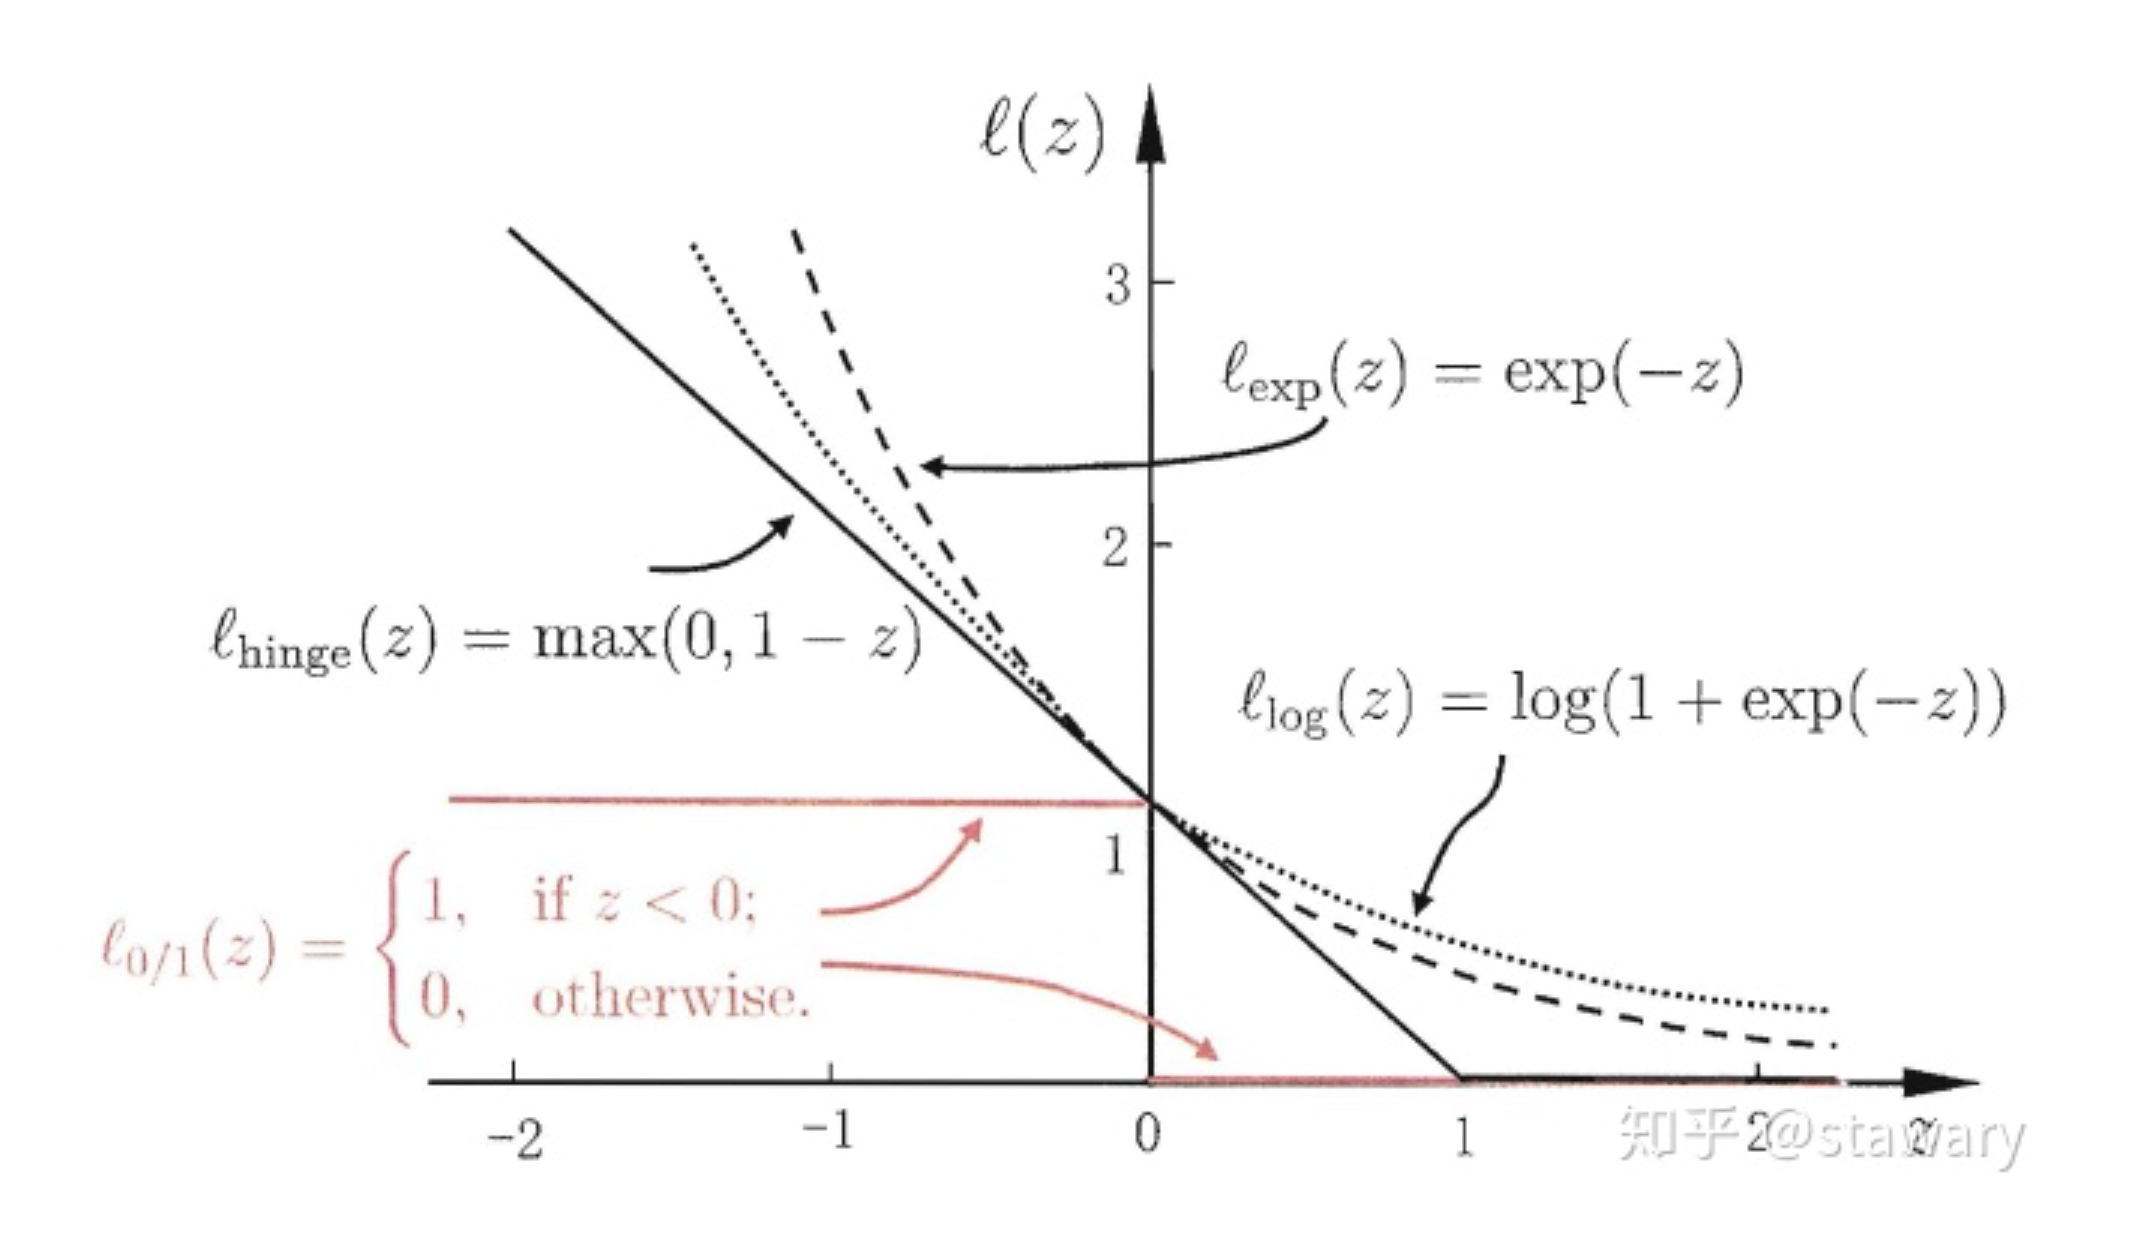 ℓ(z)
3
ℓexp(z) = exp(−z)
2
ℓhinge(z) = max(0, 1 − z)
ℓlog(z) = log(1 + exp(−z))
1
ℓ0/1(z) = { 1, if z < 0;
0, otherwise.
−2 −1 0 1 2 z
知乎 @stawary